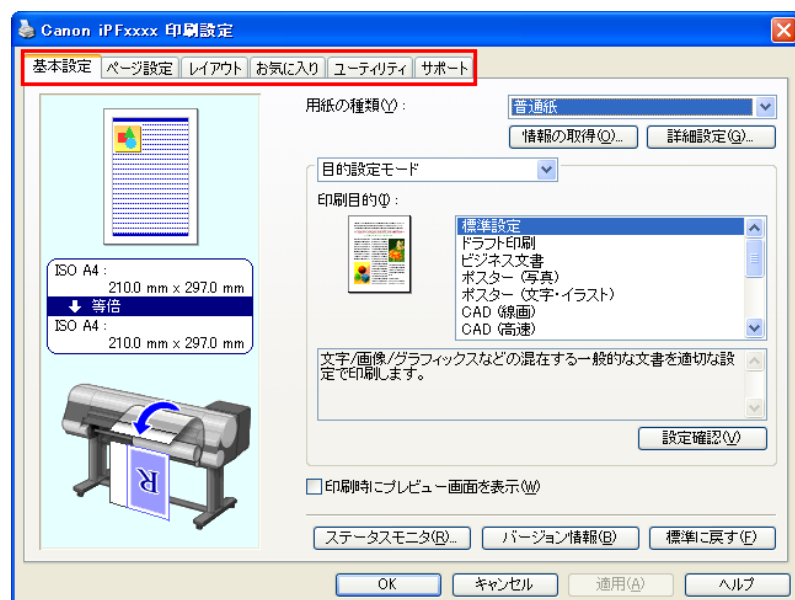 Canon iPFxxxx 印刷設定
基本設定 ページ設定 レイアウト お気に入り ユーティリティ サポート
用紙の種類(Y) : 普通紙
情報の取得(O)... 詳細設定(G)...
目的設定モード
印刷目的(I) :
標準設定
ドラフト印刷
ビジネス文書
ポスター (写真)
ポスター (文字・イラスト)
CAD (線画)
CAD (高速)
ISO A4 :
210.0 mm x 297.0 mm
等倍
ISO A4 :
210.0 mm x 297.0 mm
文字/画像/グラフィックスなどの混在する一般的な文書を適切な設
定で印刷します。
設定確認(V)
R
印刷時にプレビュー画面を表示(W)
ステータスモニタ(R)... バージョン情報(B) 標準に戻す(F)
OK キャンセル 適用(A) ヘルプ